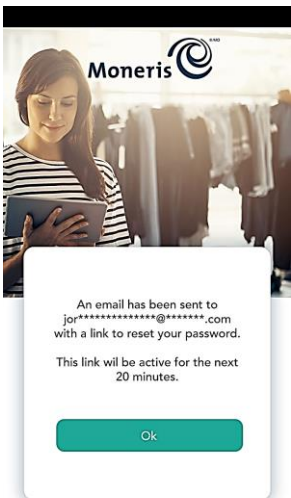 Moneris
An email has been sent to
jor**************@*******.com
with a link to reset your password.
This link will be active for the next
20 minutes.
Ok